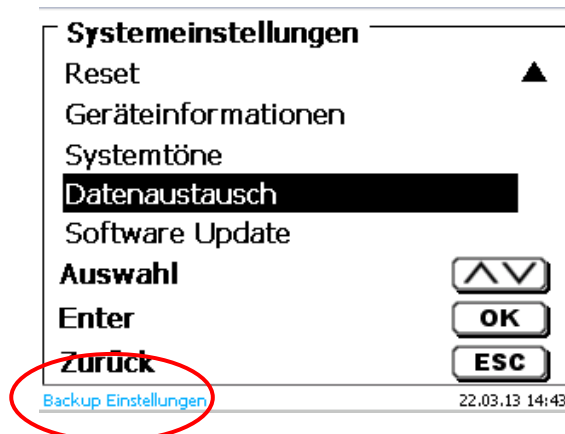 Systemeinstellungen
Reset
Geräteinformationen
Systemtöne
Datenaustausch
Software Update
Auswahl
Enter OK
Zurück ESC
Backup Einstellungen 22.03.13 14:43